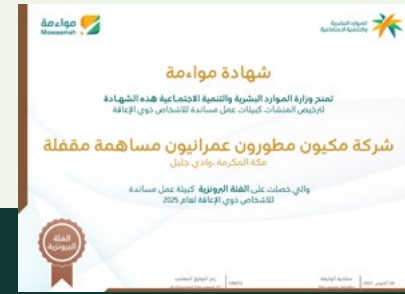 مواءمة
Mowaamah
الموارد البشرية
والتنمية الاجتماعية
شهادة مواءمة
تمنح وزارة الموارد البشرية والتنمية الاجتماعية هذه الشهادة
لترخيص المنشآت كبيئات عمل مساندة للأشخاص ذوي الإعاقة
شركة مكيون مطورون عمرانيون مساهمة مقفلة
مكة المكرمة ،وادي جليل
والتي حصلت على الفئة البرونزية كبيئة عمل مساندة
للأشخاص ذوي الإعاقة لعام 2025
الفئة
البرونزية